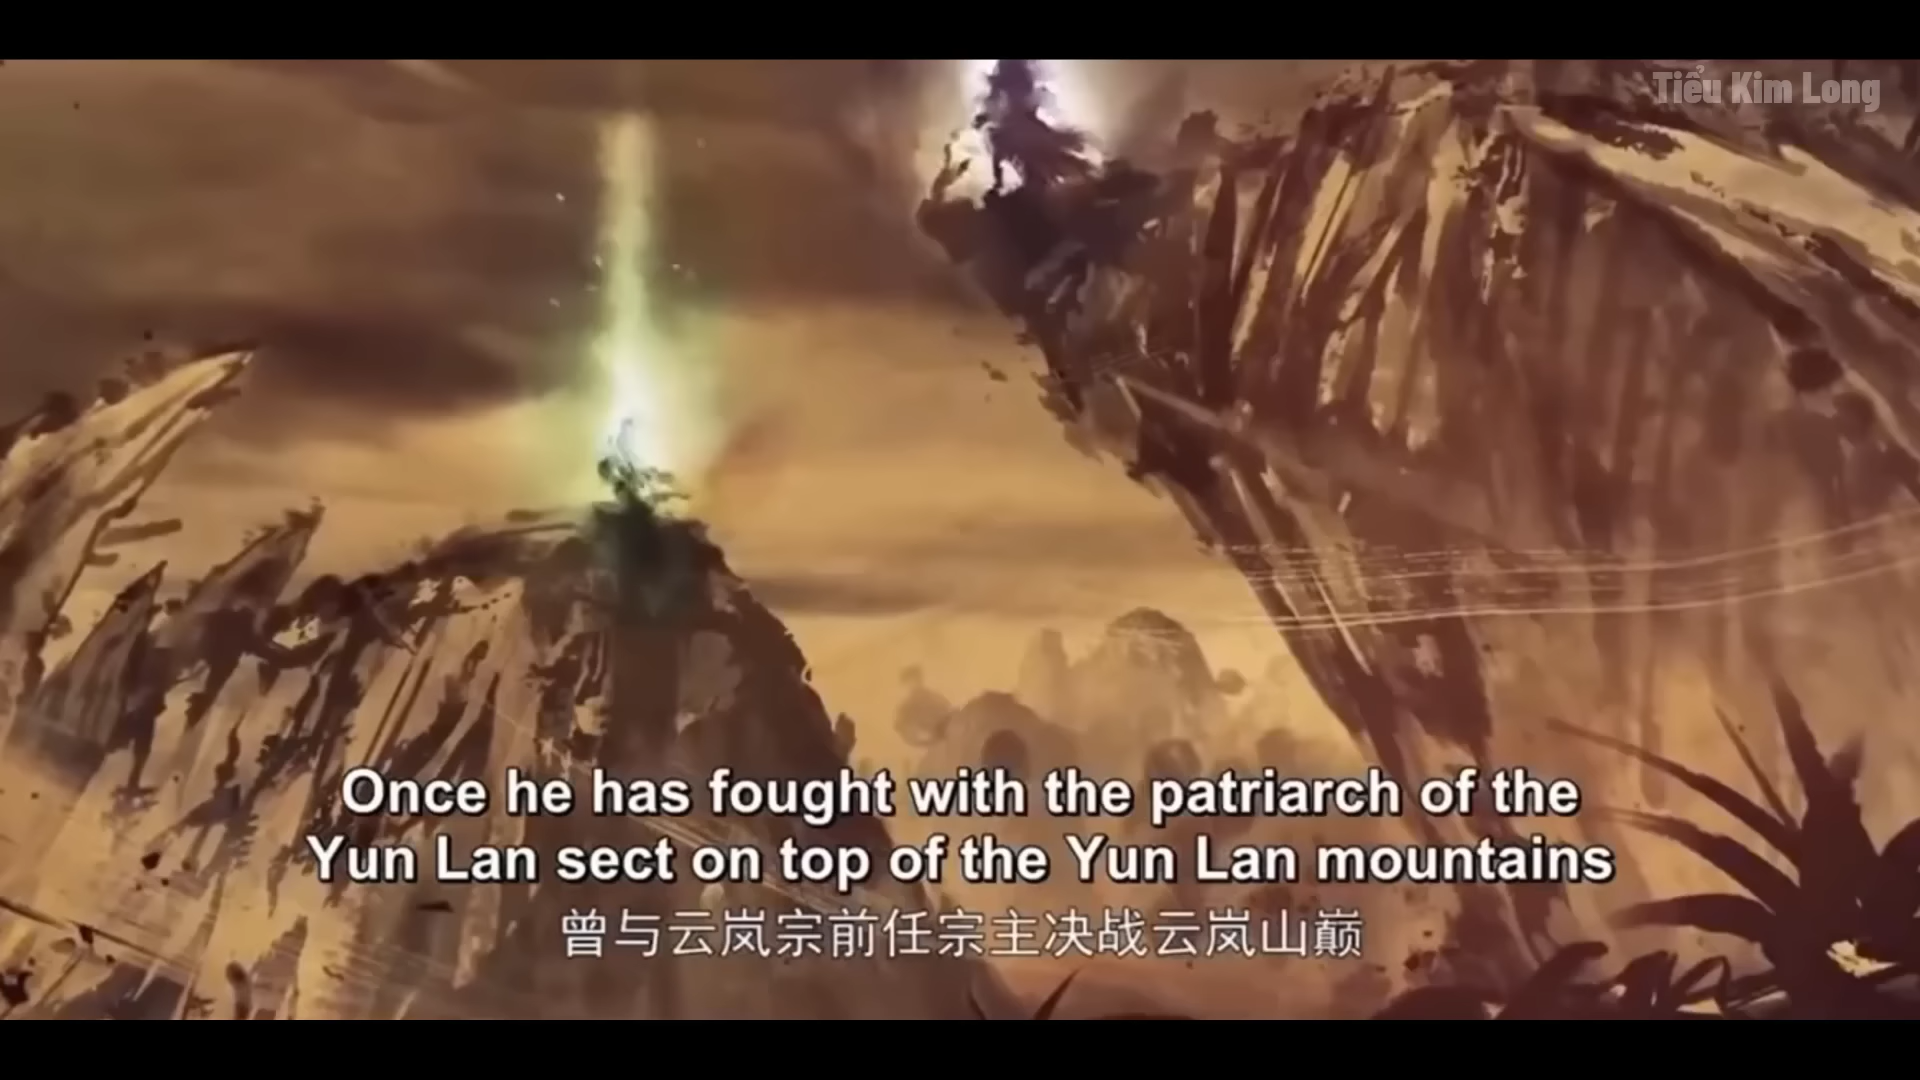 Tiểu Kim Long
Once he has fought with the patriarch of the
Yun Lan sect on top of the Yun Lan mountains
曾与云岚宗前任宗主决战云岚山巅